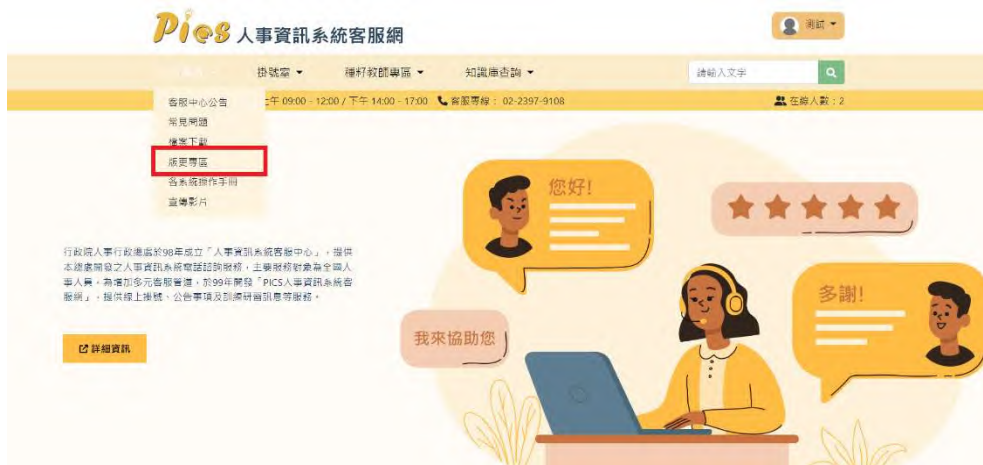 Pics 人事資訊系統客服網
測試
掛號室
種籽教師專區
知識庫查詢
請輸入文字
客服中心公告
上午 09:00 - 12:00 / 下午 14:00 - 17:00 客服專線： 02-2397-9108
在線人數：2
常見問題
檔案下載
版更專區
各系統操作手冊
宣傳影片
您好!
行政院人事行政總處於98年成立「人事資訊系統客服中心」，提供
本總處開發之人事資訊系統電話諮詢服務，主要服務對象為全國人
事人員。為增加多元客服管道，於99年開發「PICS人事資訊系統客
服網」，提供線上掛號、公告事項及訓練研習訊息等服務。
多謝!
我來協助您
詳細資訊